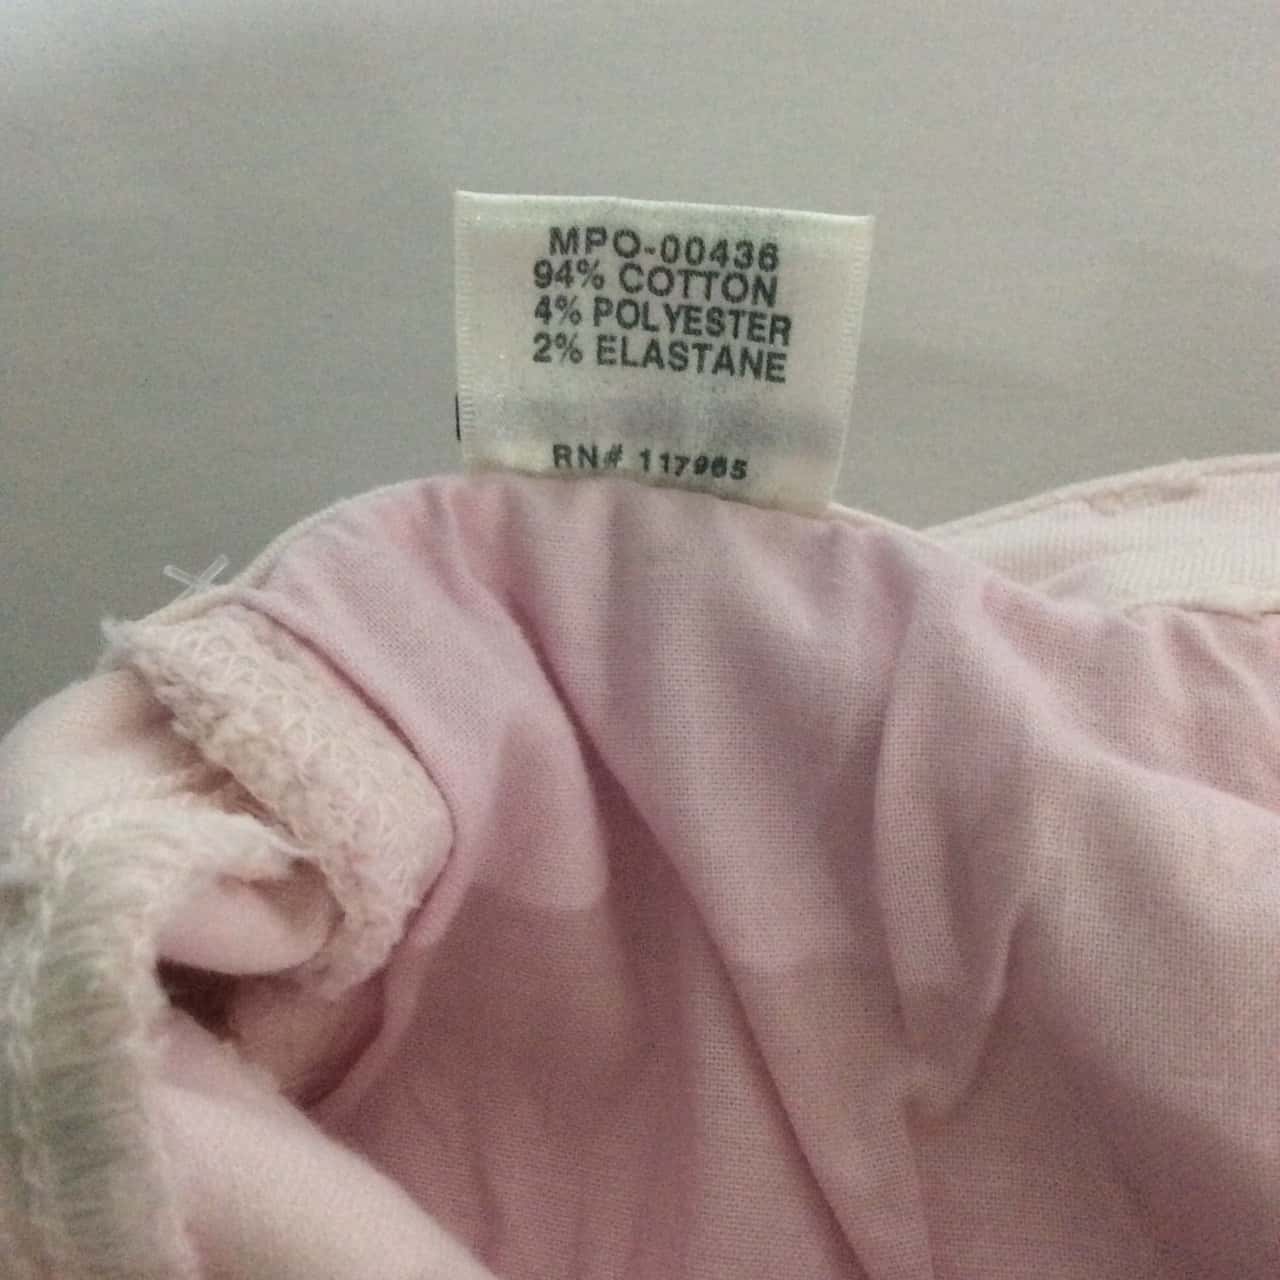 MPO-00436
94% COTTON
4% POLYESTER
2% ELASTANE
RN# 117965